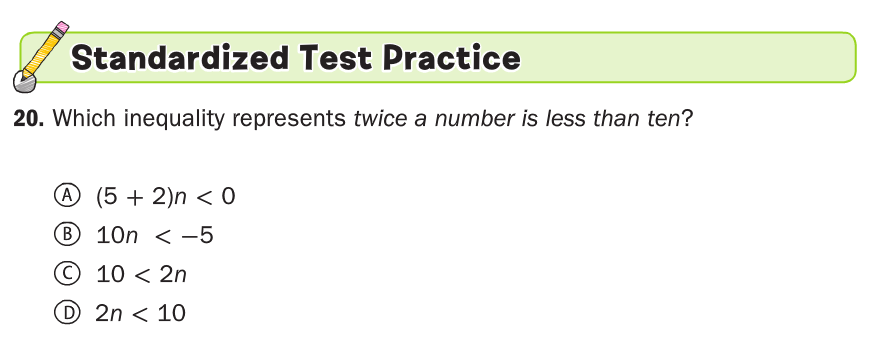 Standardized Test Practice
20. Which inequality represents twice a number is less than ten?
Ⓐ (5 + 2)n < 0
Ⓑ 10n < −5
Ⓒ 10 < 2n
Ⓓ 2n < 10